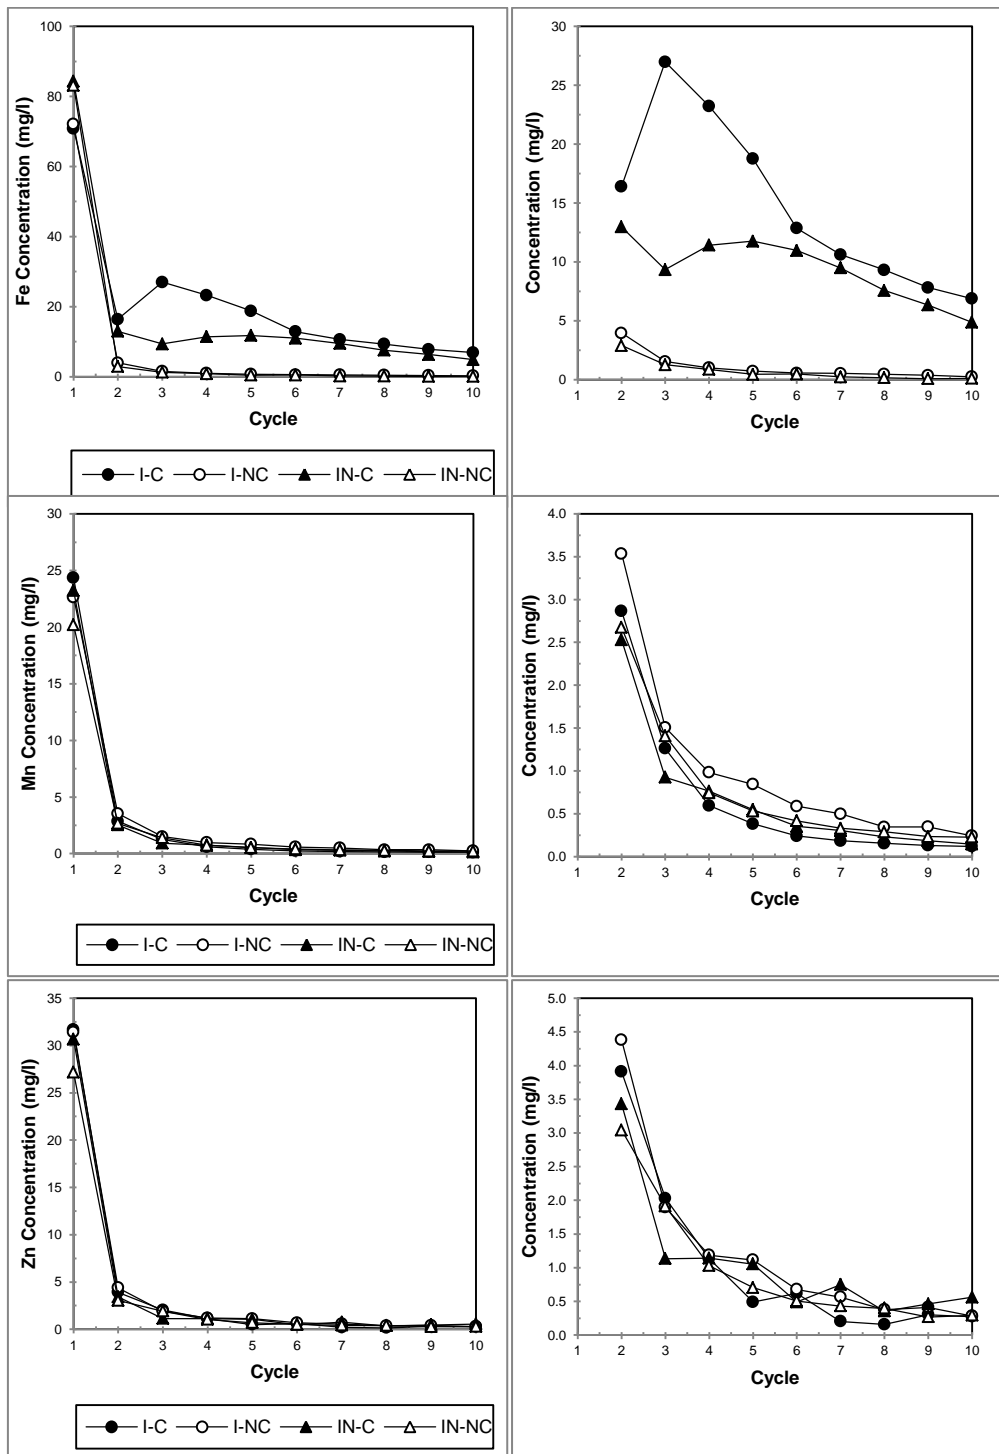 100
80
60
40
20
0
Fe Concentration (mg/l)
1 2 3 4 5 6 7 8 9 10
Cycle
I-C I-NC IN-C IN-NC
30
25
20
15
10
5
0
Concentration (mg/l)
1 2 3 4 5 6 7 8 9 10
Cycle
30
25
20
15
10
5
0
Mn Concentration (mg/l)
1 2 3 4 5 6 7 8 9 10
Cycle
I-C I-NC IN-C IN-NC
4.0
3.5
3.0
2.5
2.0
1.5
1.0
0.5
0.0
Concentration (mg/l)
1 2 3 4 5 6 7 8 9 10
Cycle
35
30
25
20
15
10
5
0
Zn Concentration (mg/l)
1 2 3 4 5 6 7 8 9 10
Cycle
I-C I-NC IN-C IN-NC
5.0
4.5
4.0
3.5
3.0
2.5
2.0
1.5
1.0
0.5
0.0
Concentration (mg/l)
1 2 3 4 5 6 7 8 9 10
Cycle